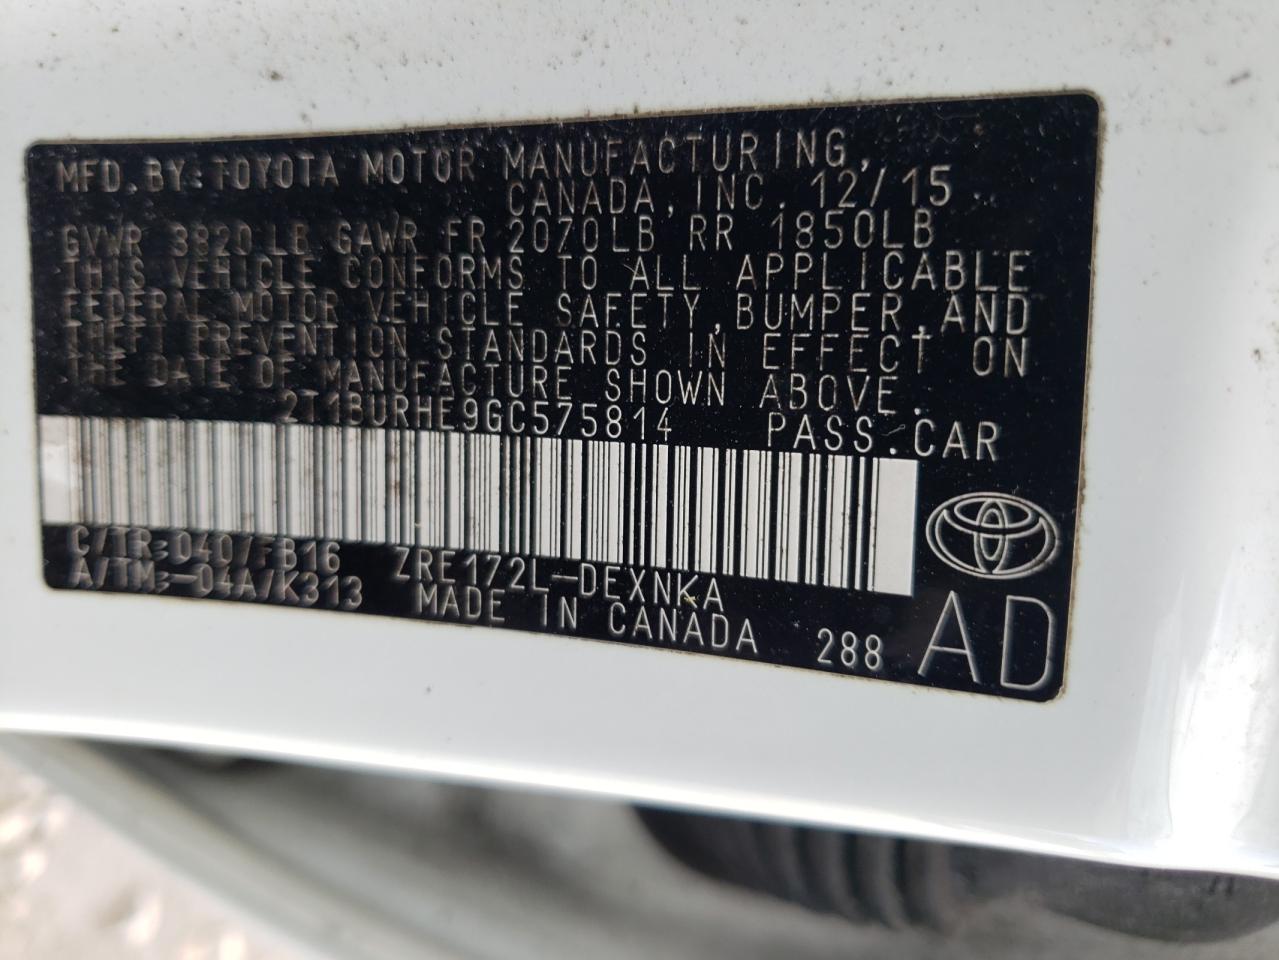 MFD.BY:TOYOTA MOTOR MANUFACTURING,
CANADA, INC. 12/15
GVWR 3820LB GAWR FR 2070LB RR 1850LB
THIS VEHICLE CONFORMS TO ALL APPLICABLE
FEDERAL MOTOR VEHICLE SAFETY,BUMPER,AND
THEFT PREVENTION STANDARDS IN EFFECT ON
THE DATE OF MANUFACTURE SHOWN ABOVE.
2T1BURHE9GC575814 PASS.CAR
C/TR:040/FB16 ZRE172L-DEXNKA
A/TM:-04A/K313 MADE IN CANADA 288 AD